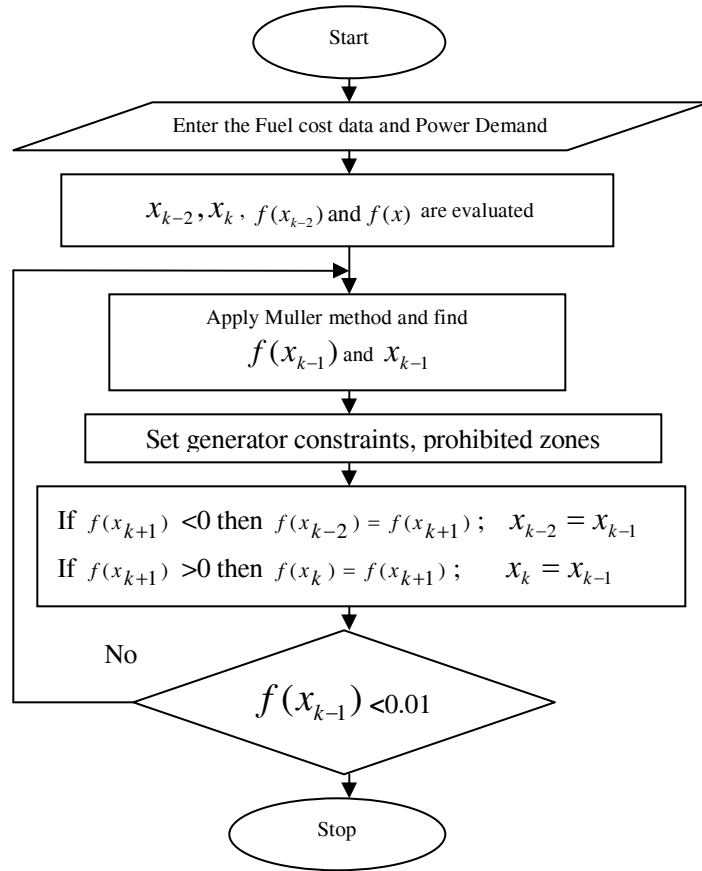 Start
Enter the Fuel cost data and Power Demand
x_{k-2}, x_k, f(x_{k-2}) and f(x) are evaluated
Apply Muller method and find
f(x_{k-1}) and x_{k-1}
Set generator constraints, prohibited zones
If f(x_{k+1}) <0 then f(x_{k-2}) = f(x_{k+1}); x_{k-2} = x_{k-1}
If f(x_{k+1}) >0 then f(x_k) = f(x_{k+1}); x_k = x_{k-1}
No
f(x_{k-1}) <0.01
Stop